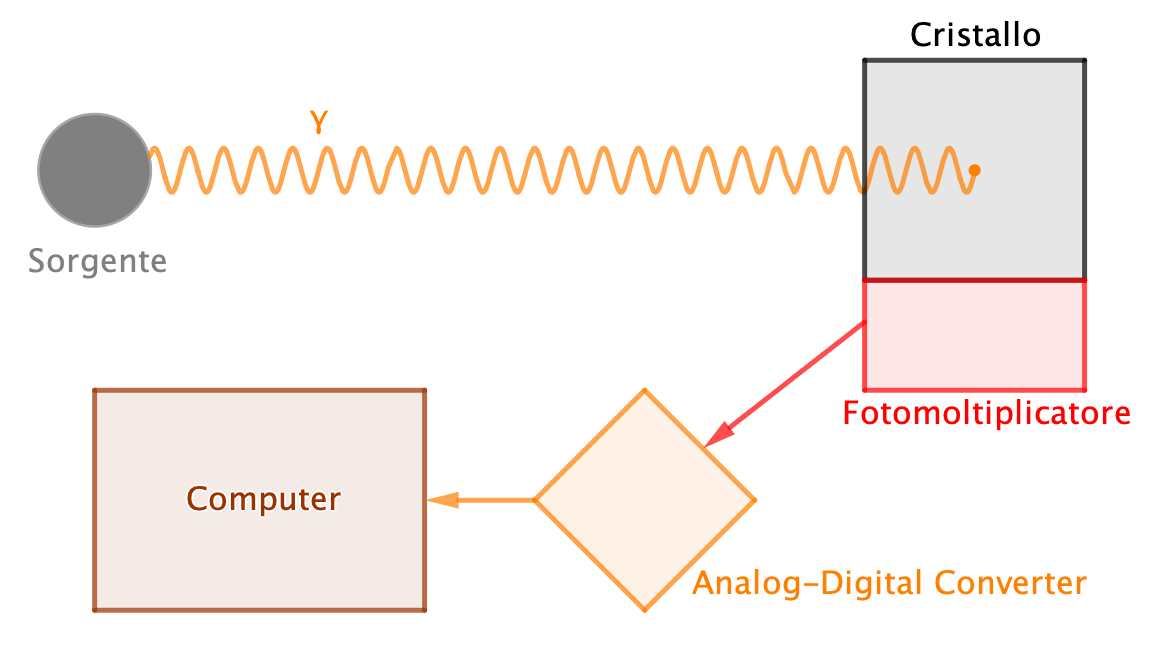 Cristallo
γ
Sorgente
Fotomoltiplicatore
Computer
Analog-Digital Converter